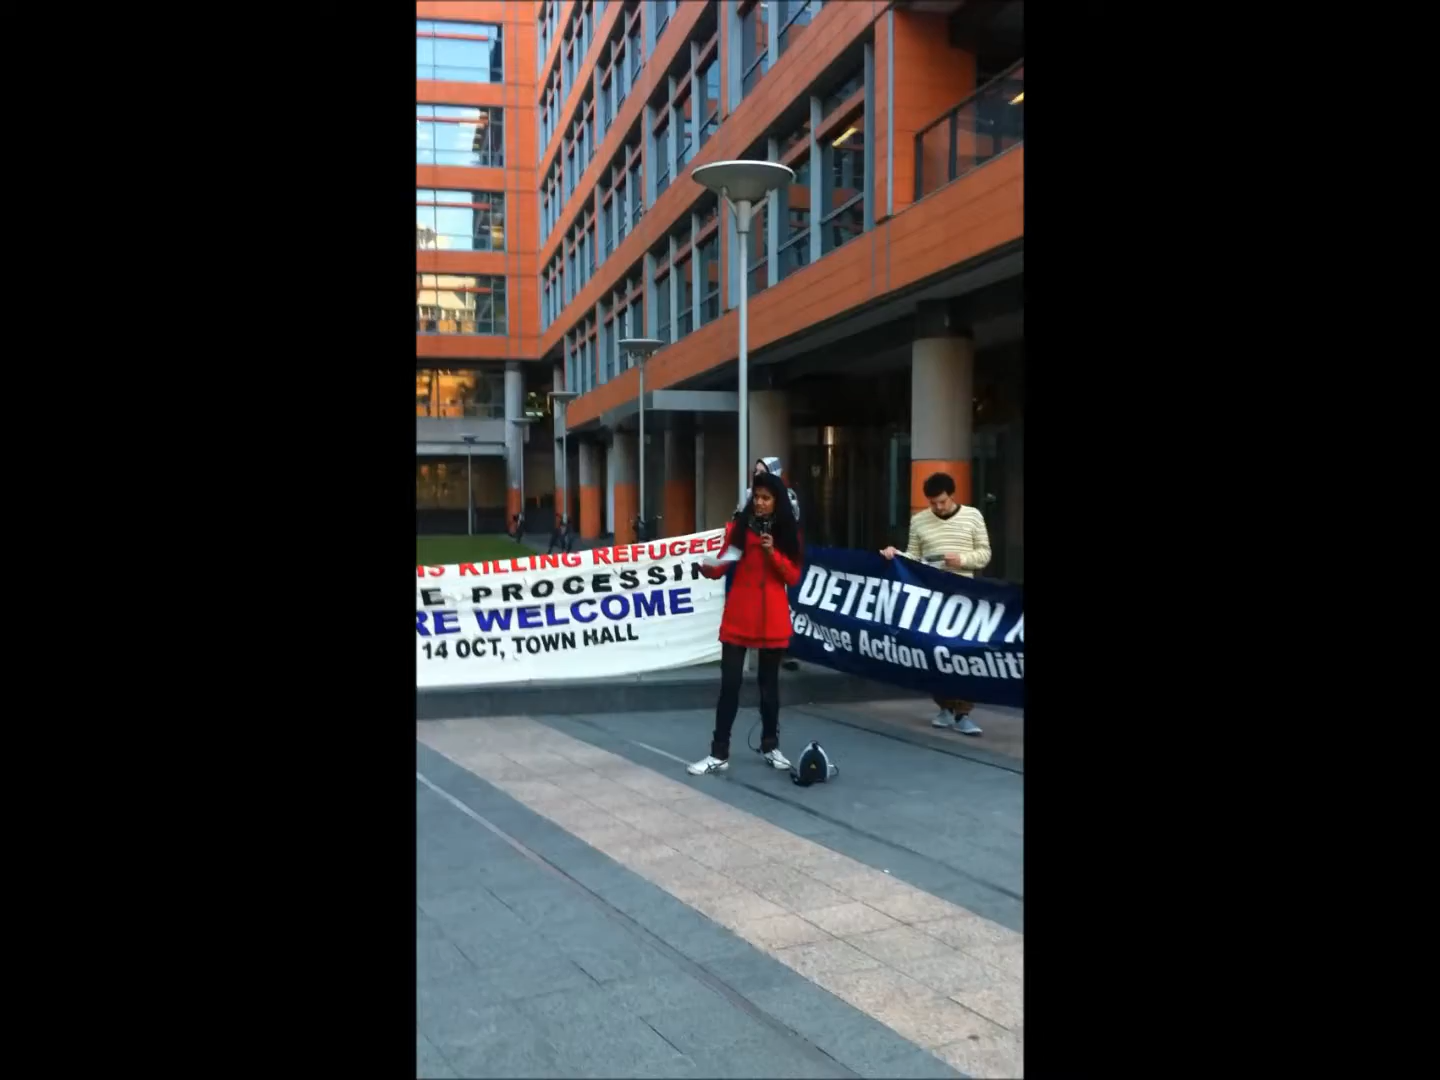 KILLING REFUGEE
E PROCESSIN
RE WELCOME
14 OCT, TOWN HALL
DETENTION
Refugee Action Coaliti